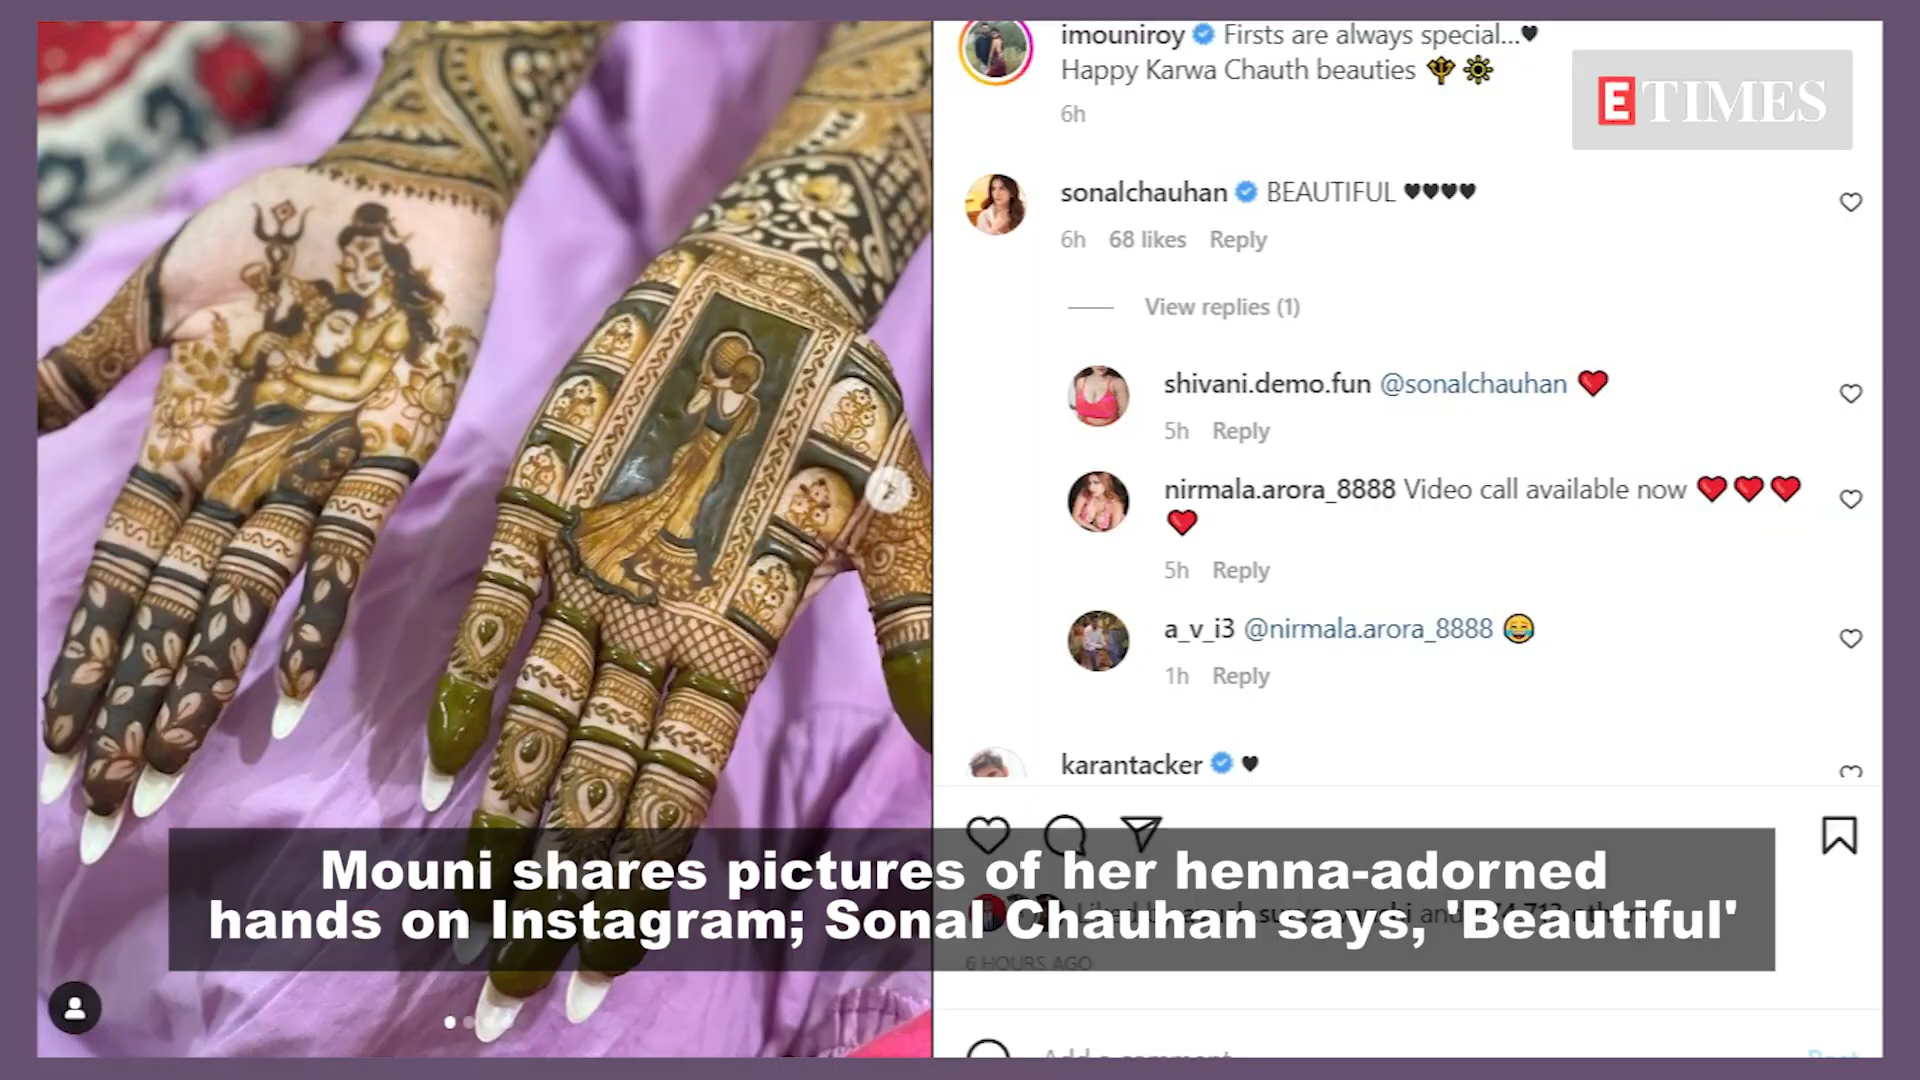 imouniroy Firsts are always special...🖤
Happy Karwa Chauth beauties 🔱 🔆
6h
ETIMES
sonalchauhan BEAUTIFUL 🖤🖤🖤🖤
6h 68 likes Reply
View replies (1)
shivani.demo.fun @sonalchauhan ❤️
5h Reply
nirmala.arora_8888 Video call available now ❤️ ❤️ ❤️
❤️
5h Reply
a_v_i3 @nirmala.arora_8888 😂
1h Reply
karantacker 🖤
Mouni shares pictures of her henna-adorned
hands on Instagram; Sonal Chauhan says, 'Beautiful'
6 HOURS AGO
Add a comment
Post